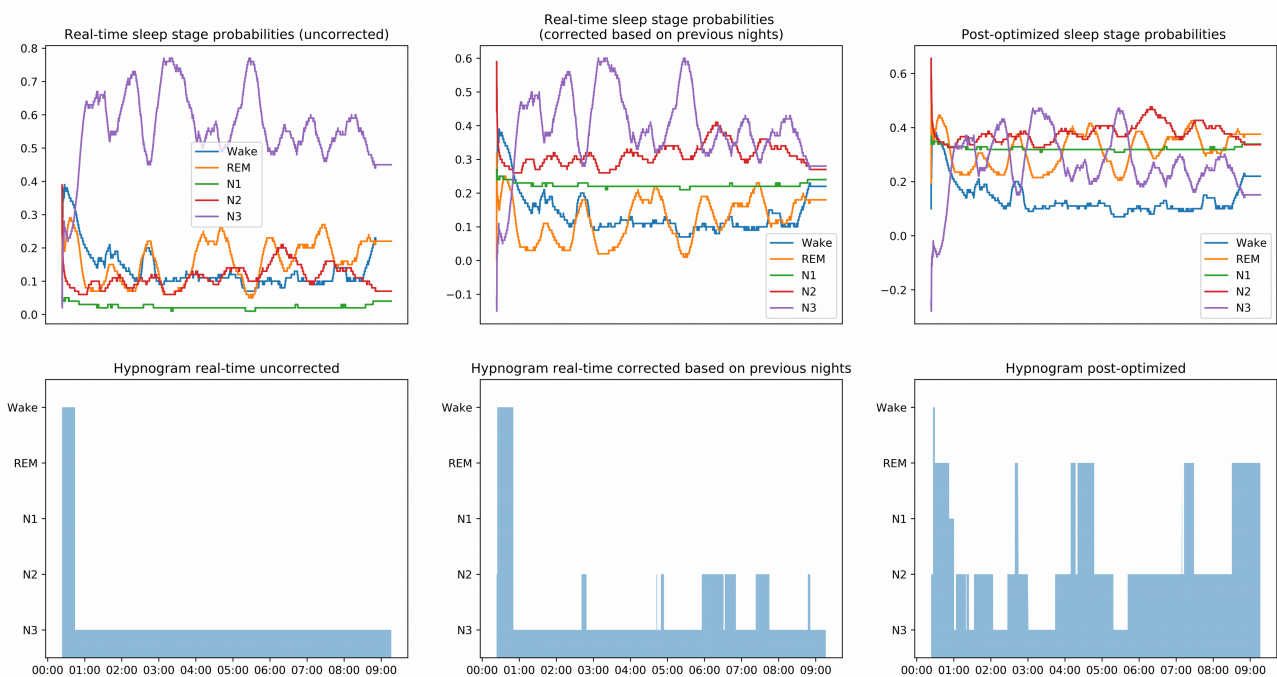 Real-time sleep stage probabilities (uncorrected)
0.8
0.7
0.6
0.5
0.4
0.3
0.2
0.1
0.0
Wake
REM
N1
N2
N3
Real-time sleep stage probabilities
(corrected based on previous nights)
0.6
0.5
0.4
0.3
0.2
0.1
0.0
−0.1
Wake
REM
N1
N2
N3
Post-optimized sleep stage probabilities
0.6
0.4
0.2
0.0
−0.2
Wake
REM
N1
N2
N3
Hypnogram real-time uncorrected
Wake
REM
N1
N2
N3
00:00 01:00 02:00 03:00 04:00 05:00 06:00 07:00 08:00 09:00
Hypnogram real-time corrected based on previous nights
Wake
REM
N1
N2
N3
00:00 01:00 02:00 03:00 04:00 05:00 06:00 07:00 08:00 09:00
Hypnogram post-optimized
Wake
REM
N1
N2
N3
00:00 01:00 02:00 03:00 04:00 05:00 06:00 07:00 08:00 09:00